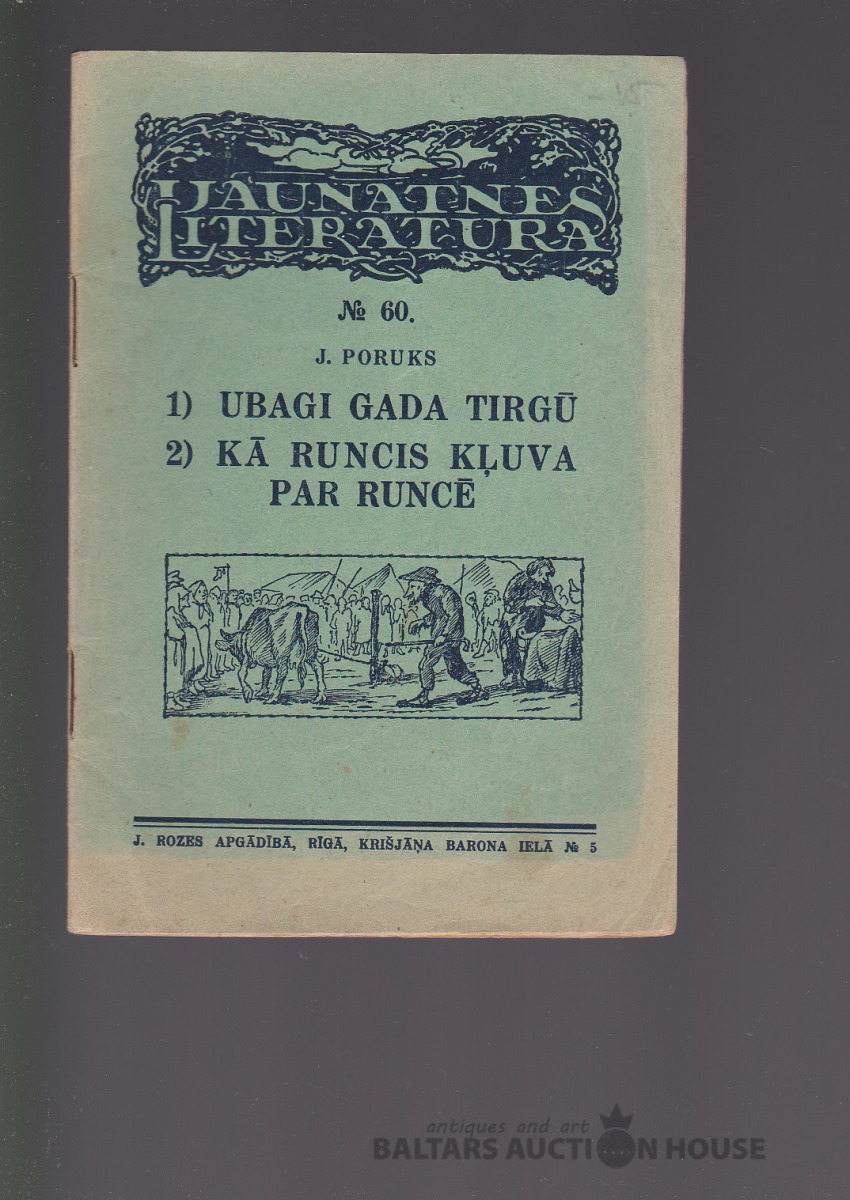 JAUNATNES
LITERATURA
№ 60.
J. PORUKS
1) UBAGI GADA TIRGŪ
2) KĀ RUNCIS KĻUVA
PAR RUNCĒ
J. ROZES APGĀDĪBĀ, RĪGĀ, KRIŠJĀŅA BARONA IELĀ № 5
antiques and art
BALTARS AUCTION HOUSE